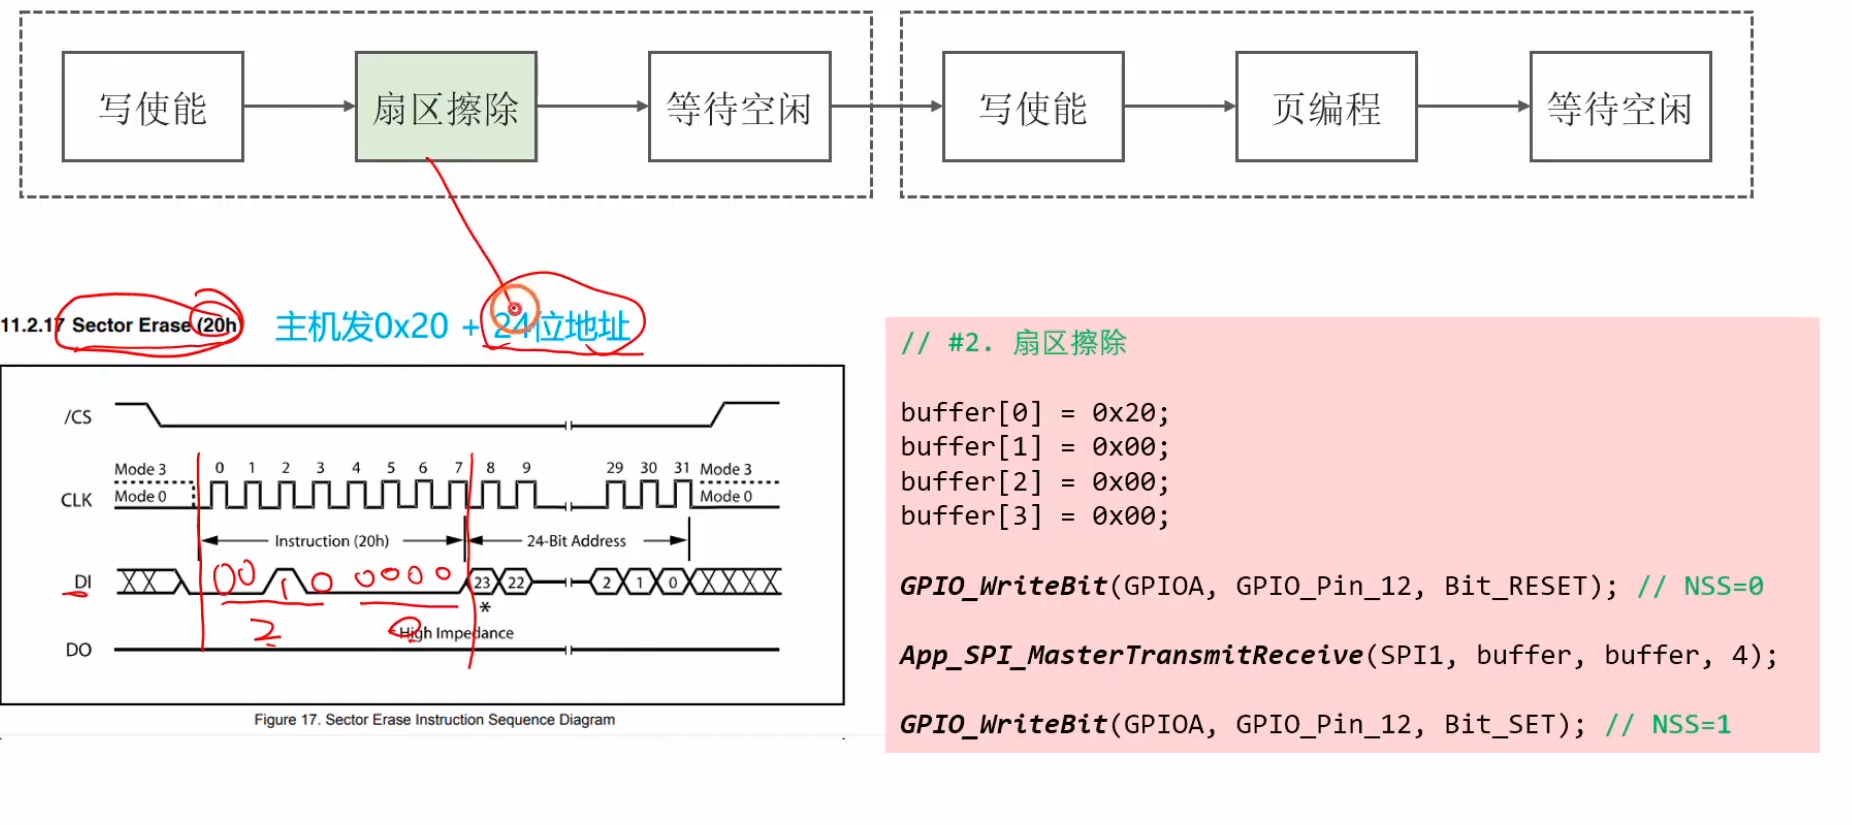 写使能
扇区擦除
等待空闲
写使能
页编程
等待空闲
11.2.17 Sector Erase (20h
主机发0x20 + 24位地址
/CS
Mode 3 0 1 2 3 4 5 6 7 8 9 29 30 31 Mode 3
CLK Mode 0 Mode 0
Instruction (20h) 24-Bit Address
DI 00 1 0 0000 23 22 2 1 0
*
2 0 High Impedance
DO
Figure 17. Sector Erase Instruction Sequence Diagram
// #2. 扇区擦除
buffer[0] = 0x20;
buffer[1] = 0x00;
buffer[2] = 0x00;
buffer[3] = 0x00;
GPIO_WriteBit(GPIOA, GPIO_Pin_12, Bit_RESET); // NSS=0
App_SPI_MasterTransmitReceive(SPI1, buffer, buffer, 4);
GPIO_WriteBit(GPIOA, GPIO_Pin_12, Bit_SET); // NSS=1